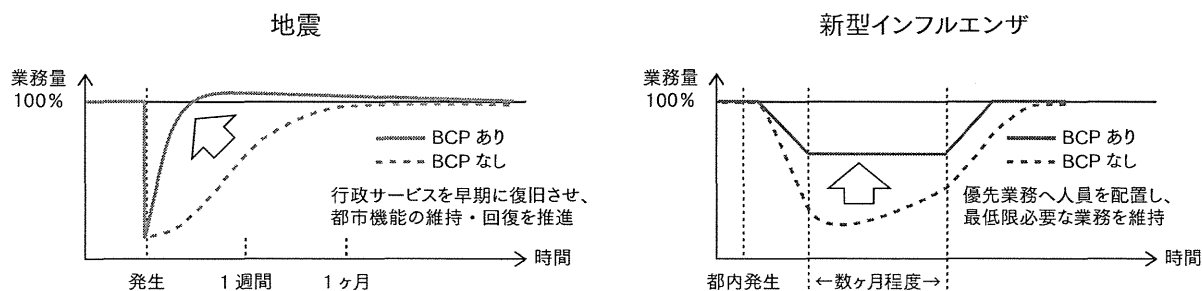 地震
業務量
100%
BCP あり
BCP なし
行政サービスを早期に復旧させ、
都市機能の維持・回復を推進
時間
発生
1週間
1ヶ月
新型インフルエンザ
業務量
100%
BCP あり
BCP なし
優先業務へ人員を配置し、
最低限必要な業務を維持
時間
都内発生
←数ヶ月程度→